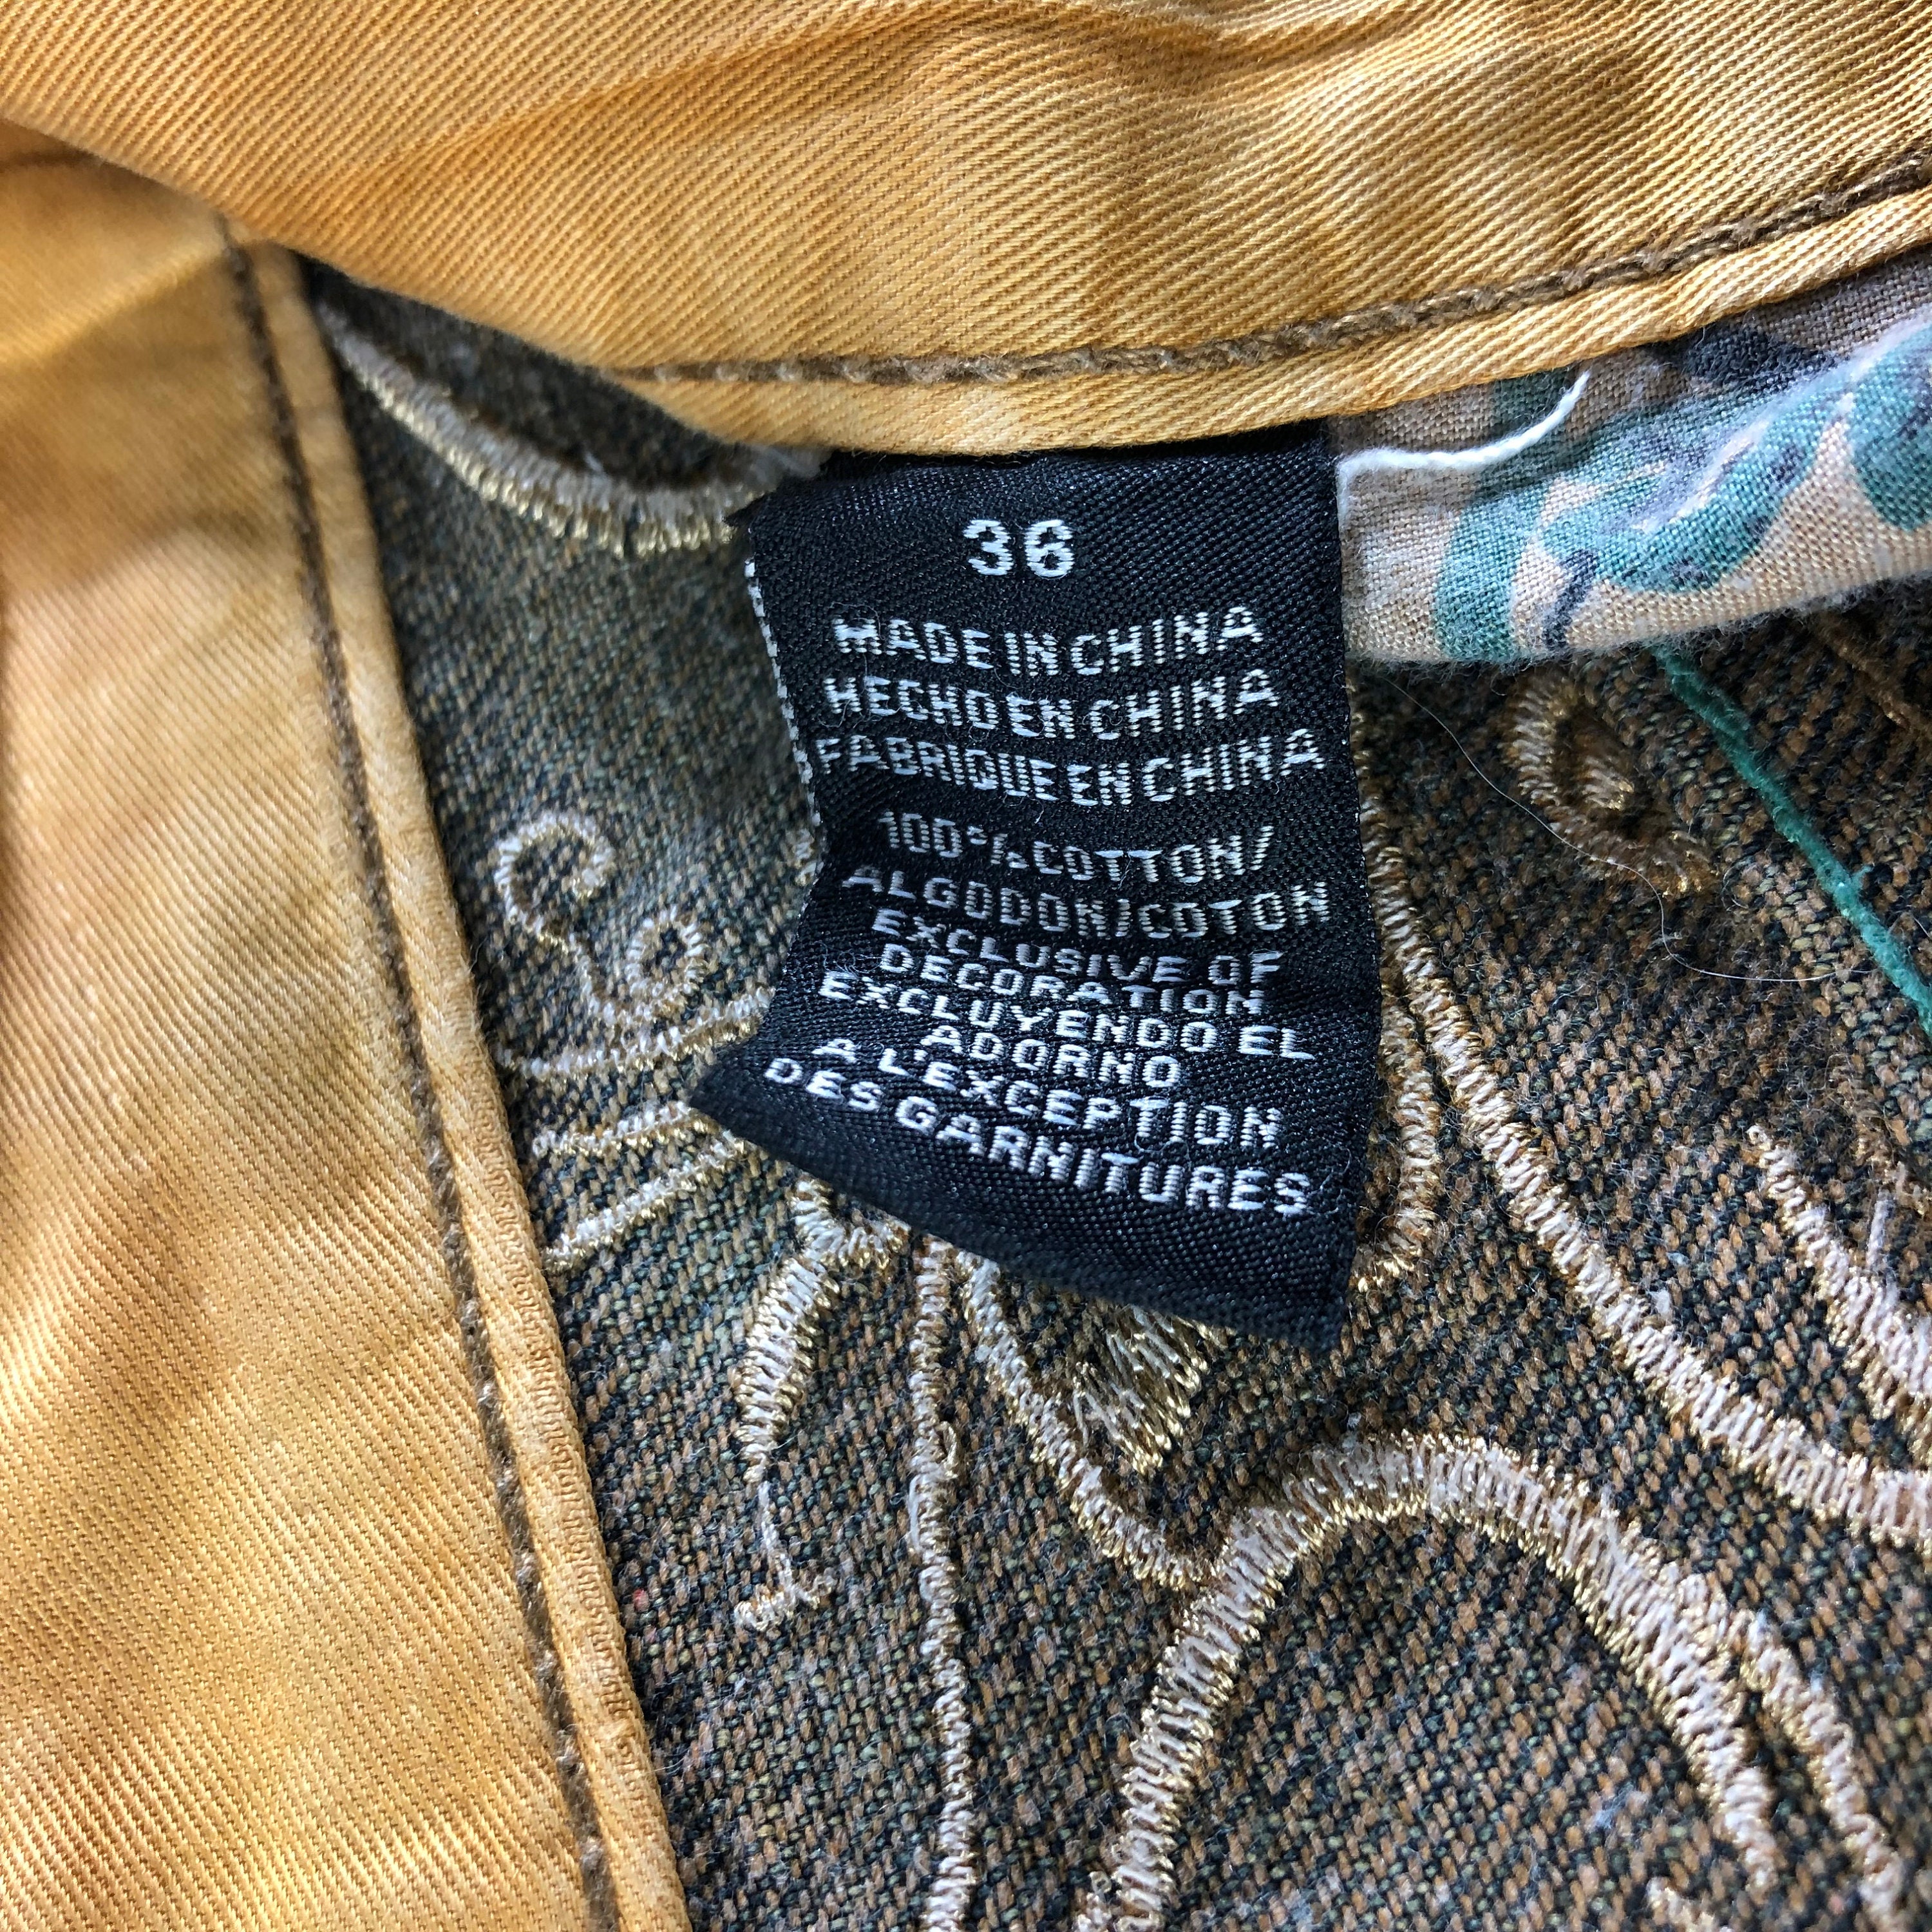 36
MADE IN CHINA
HECHO EN CHINA
FABRIQUE EN CHINA
100% COTTON/
ALGODON/COTON
EXCLUSIVE OF
DECORATION
EXCLUYENDO EL
ADORNO
A L'EXCEPTION
DES GARNITURES